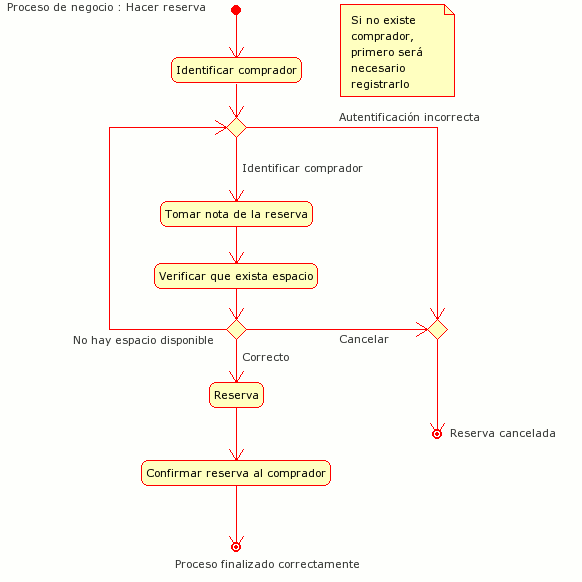 Proceso de negocio : Hacer reserva
Si no existe
comprador,
primero será
necesario
registrarlo
Identificar comprador
Autentificación incorrecta
Identificar comprador
Tomar nota de la reserva
Verificar que exista espacio
No hay espacio disponible
Cancelar
Correcto
Reserva
Reserva cancelada
Confirmar reserva al comprador
Proceso finalizado correctamente